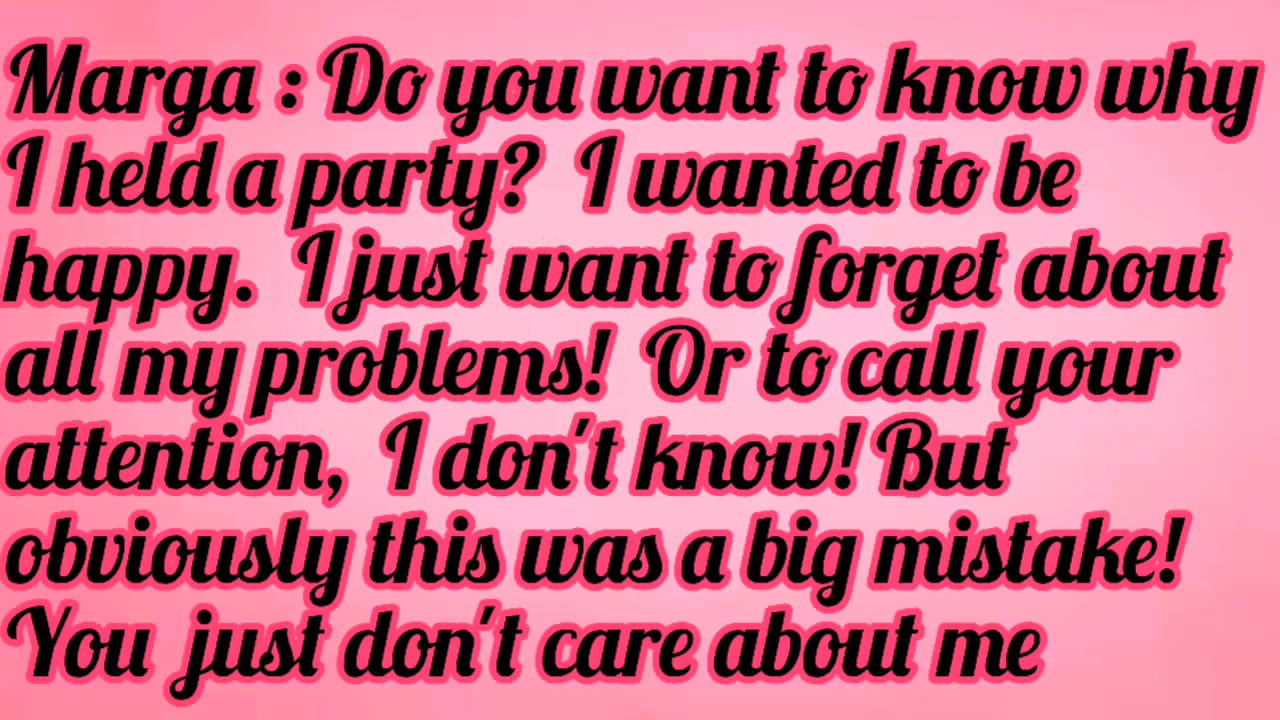 Marga : Do you want to know why
I held a party?  I wanted to be
happy.  I just want to forget about
all my problems!  Or to call your
attention,  I don't know! But
obviously this was a big mistake!
You  just don't care about me